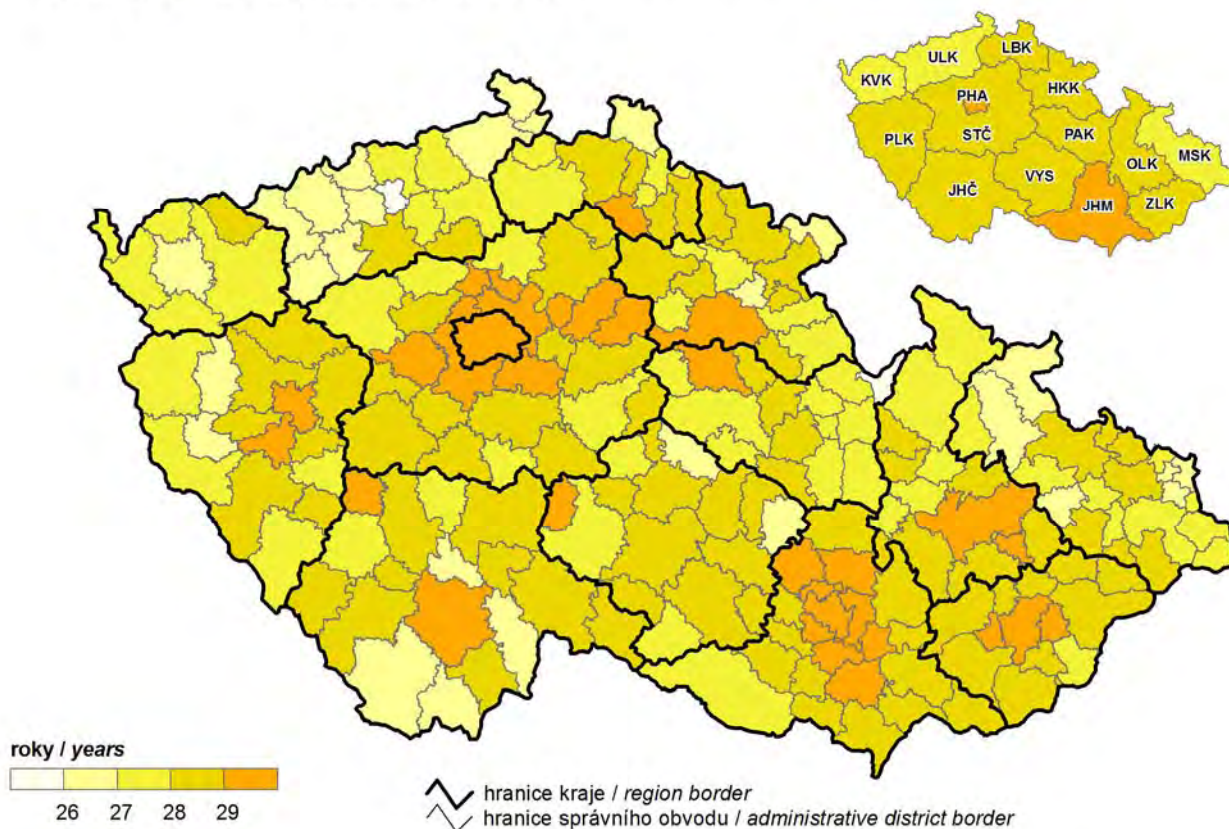 LBK
ULK
KVK
HKK
PHA
PLK
STČ
PAK
MSK
OLK
VYS
JHČ
JHM
ZLK
roky / years
26 27 28 29
hranice kraje / region border
hranice správního obvodu / administrative district border